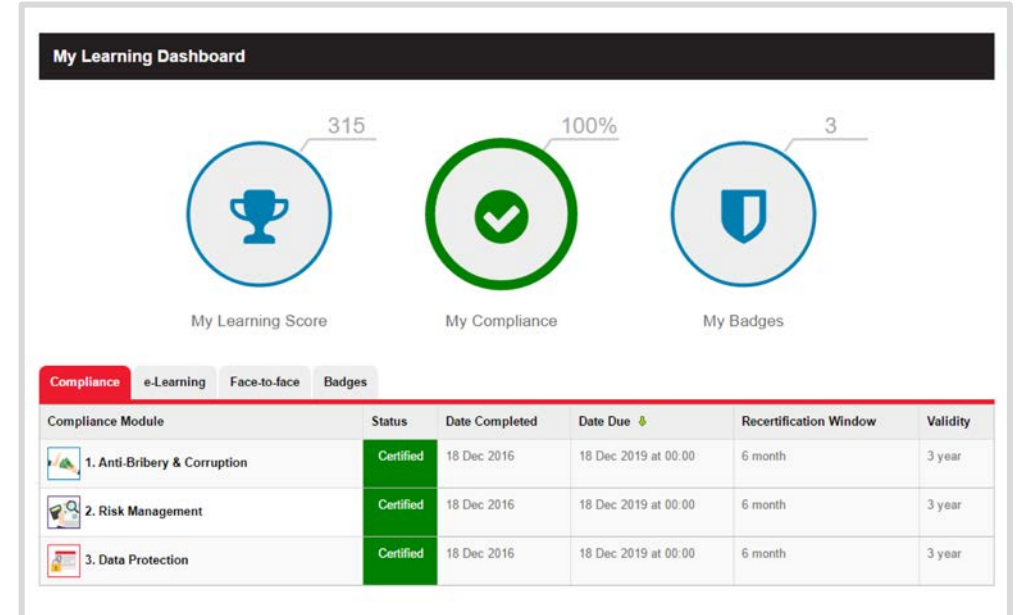 My Learning Dashboard
315 100% 3
My Learning Score My Compliance My Badges
Compliance e-Learning Face-to-face Badges
Compliance Module Status Date Completed Date Due Recertification Window Validity
1. Anti-Bribery & Corruption Certified 18 Dec 2016 18 Dec 2019 at 00:00 6 month 3 year
2. Risk Management Certified 18 Dec 2016 18 Dec 2019 at 00:00 6 month 3 year
3. Data Protection Certified 18 Dec 2016 18 Dec 2019 at 00:00 6 month 3 year